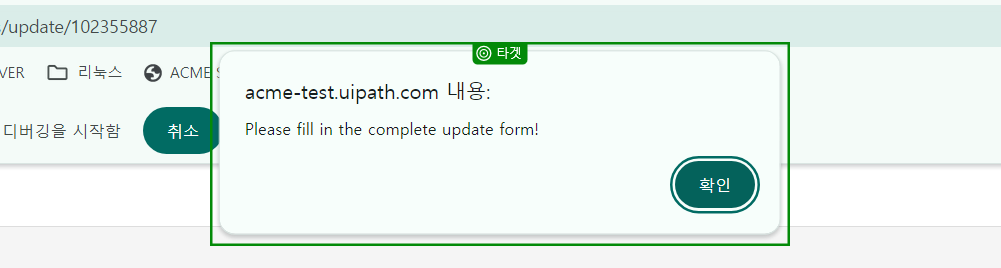 /update/102355887
VER
리눅스
ACME S
디버깅을 시작함
취소
타겟
acme-test.uipath.com 내용:
Please fill in the complete update form!
확인